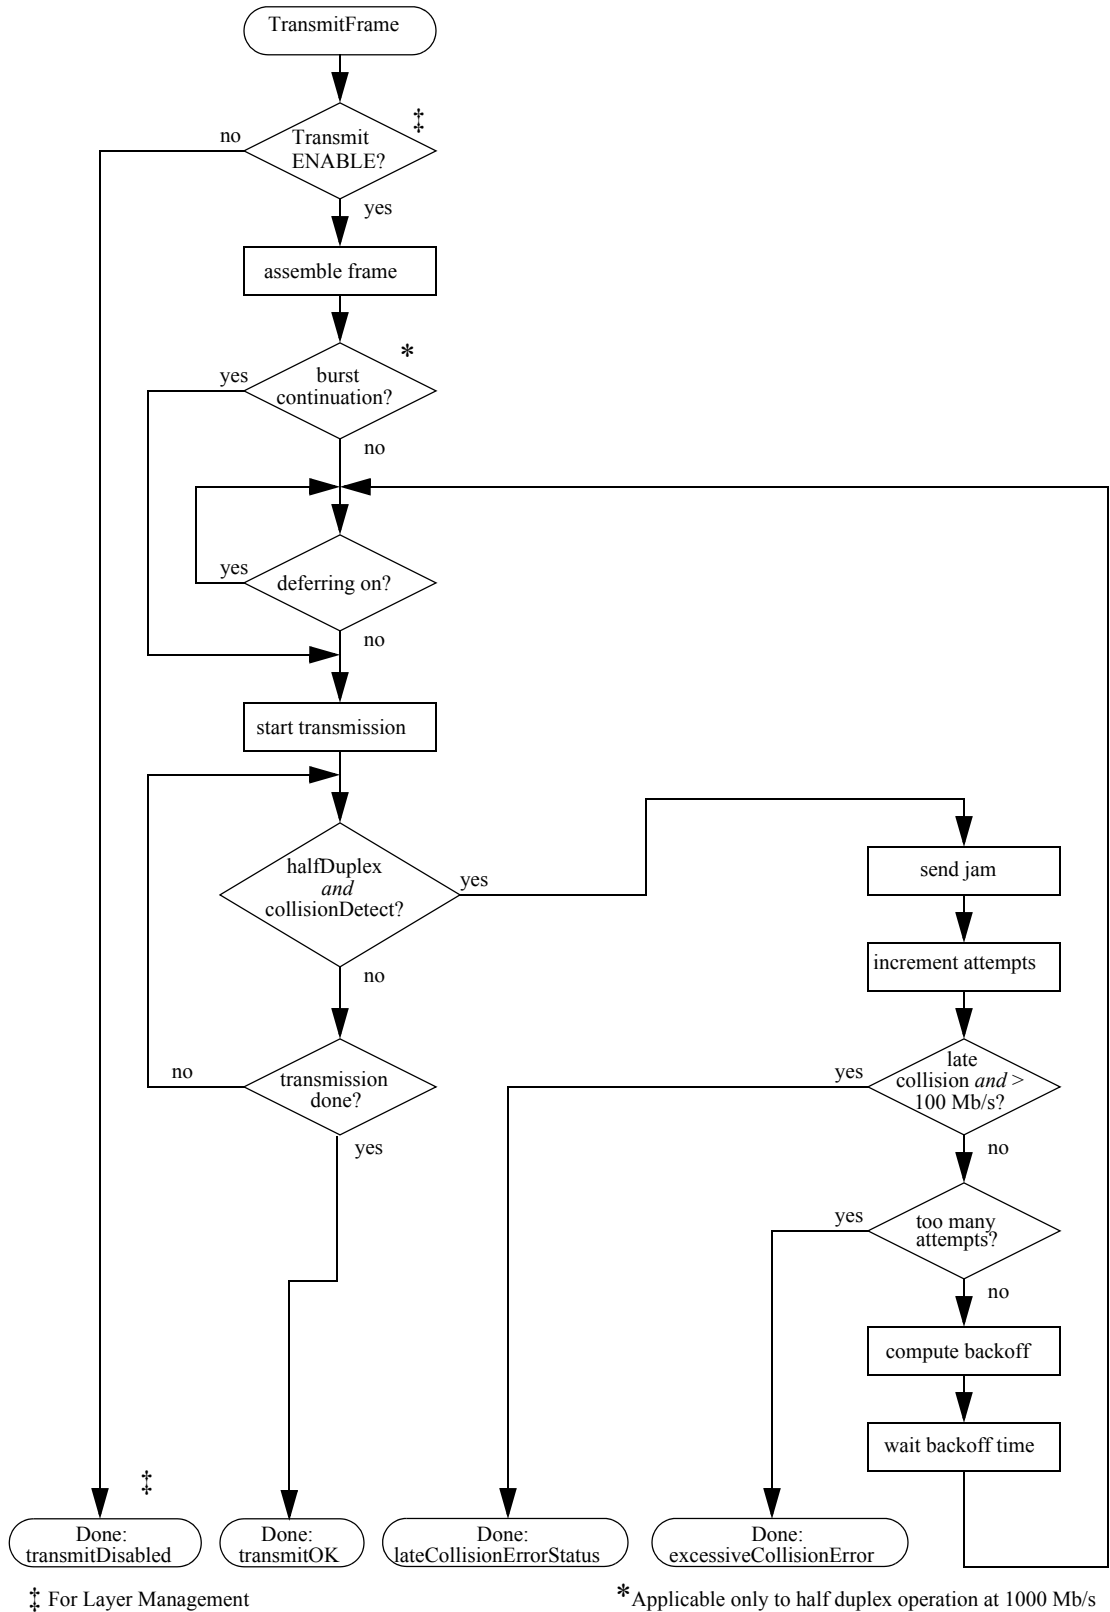 TransmitFrame
‡
no
Transmit
ENABLE?
yes
assemble frame
*
yes
burst
continuation?
no
yes
deferring on?
no
start transmission
halfDuplex
and
collisionDetect?
yes
send jam
increment attempts
no
no
transmission
done?
yes
yes
late
collision and >
100 Mb/s?
no
yes
too many
attempts?
no
compute backoff
wait backoff time
‡
Done:
transmitDisabled
Done:
transmitOK
Done:
lateCollisionErrorStatus
Done:
excessiveCollisionError
‡ For Layer Management
*Applicable only to half duplex operation at 1000 Mb/s